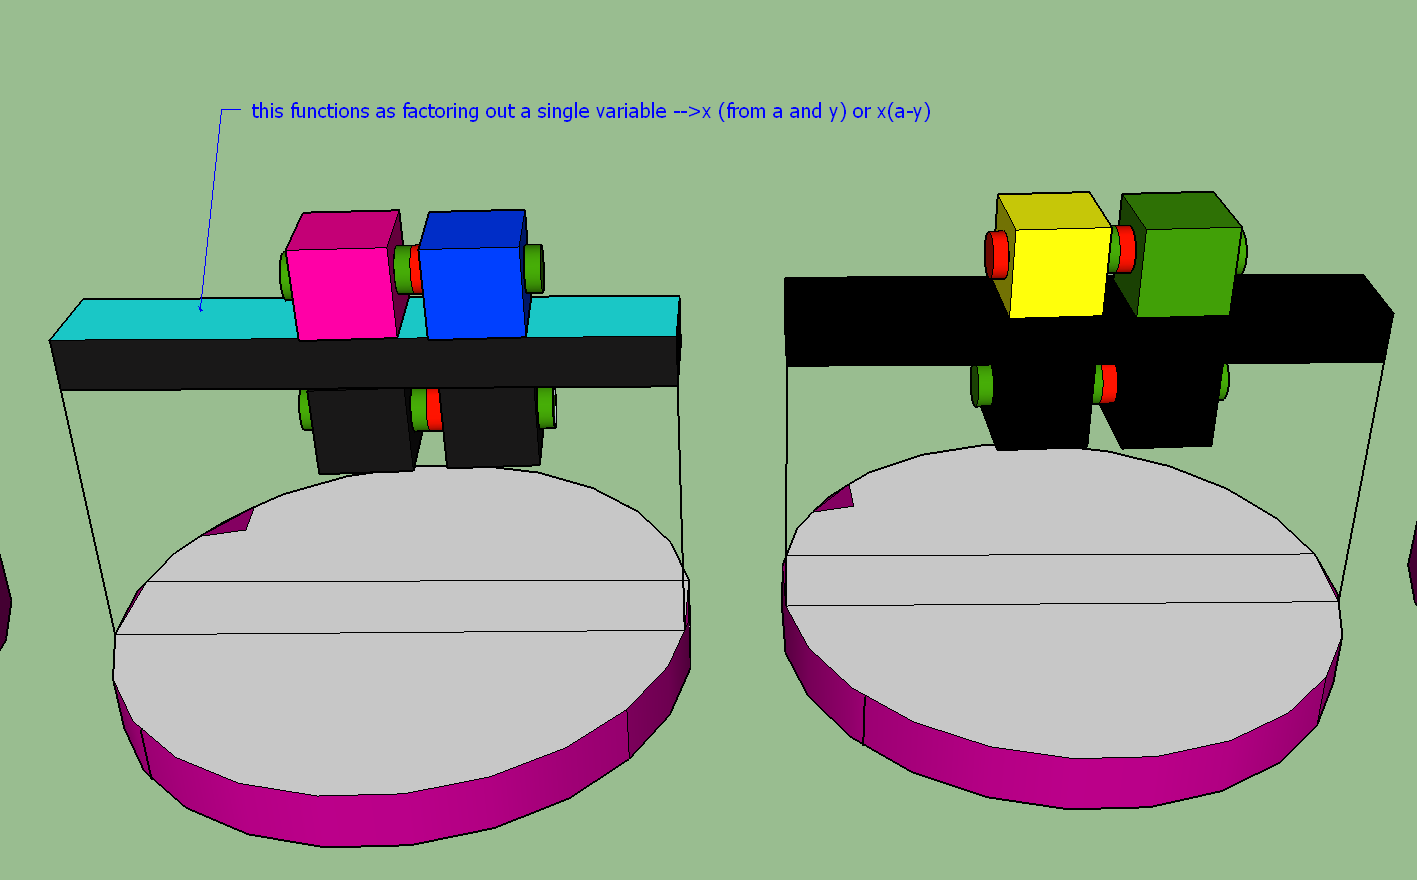 this functions as factoring out a single variable -->x (from a and y) or x(a-y)